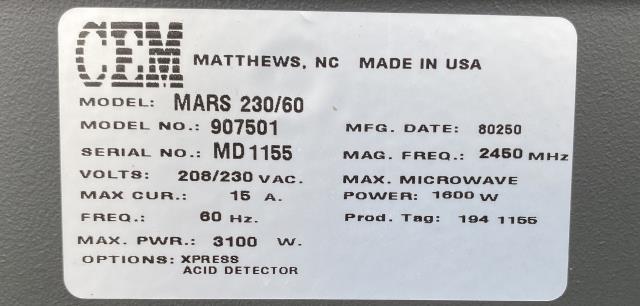 CEM MATTHEWS, NC MADE IN USA
MODEL: MARS 230/60
MODEL NO.: 907501 MFG. DATE: 80250
SERIAL NO.: MD1155 MAG. FREQ.: 2450 MHz
VOLTS: 208/230 VAC. MAX. MICROWAVE
MAX CUR.: 15 A. POWER: 1600 W
FREQ.: 60 Hz. Prod. Tag: 194 1155
MAX. PWR.: 3100 W.
OPTIONS: XPRESS
ACID DETECTOR